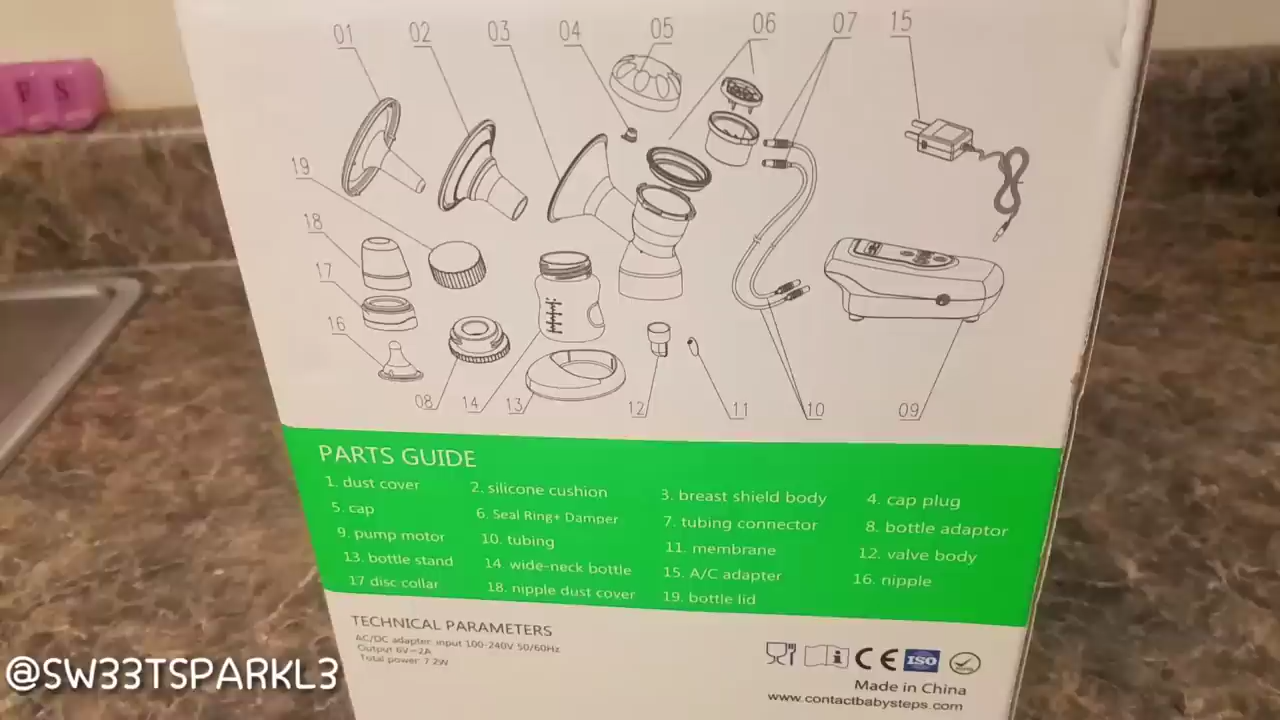 01 02 03 04 05 06 07 15
19
18
17
16
08 14 13 12 11 10 09
PARTS GUIDE
1. dust cover 2. silicone cushion 3. breast shield body 4. cap plug
5. cap 6. Seal Ring+ Damper 7. tubing connector 8. bottle adaptor
9. pump motor 10. tubing 11. membrane 12. valve body
13. bottle stand 14. wide-neck bottle 15. A/C adapter 16. nipple
17 disc collar 18. nipple dust cover 19. bottle lid
TECHNICAL PARAMETERS
AC/DC adapter: input 100-240V 50/60Hz
Output 6V⎓2A
Total power 7.2W
CE ISO
Made in China
www.contactbabysteps.com
@SW33TSPARKL3